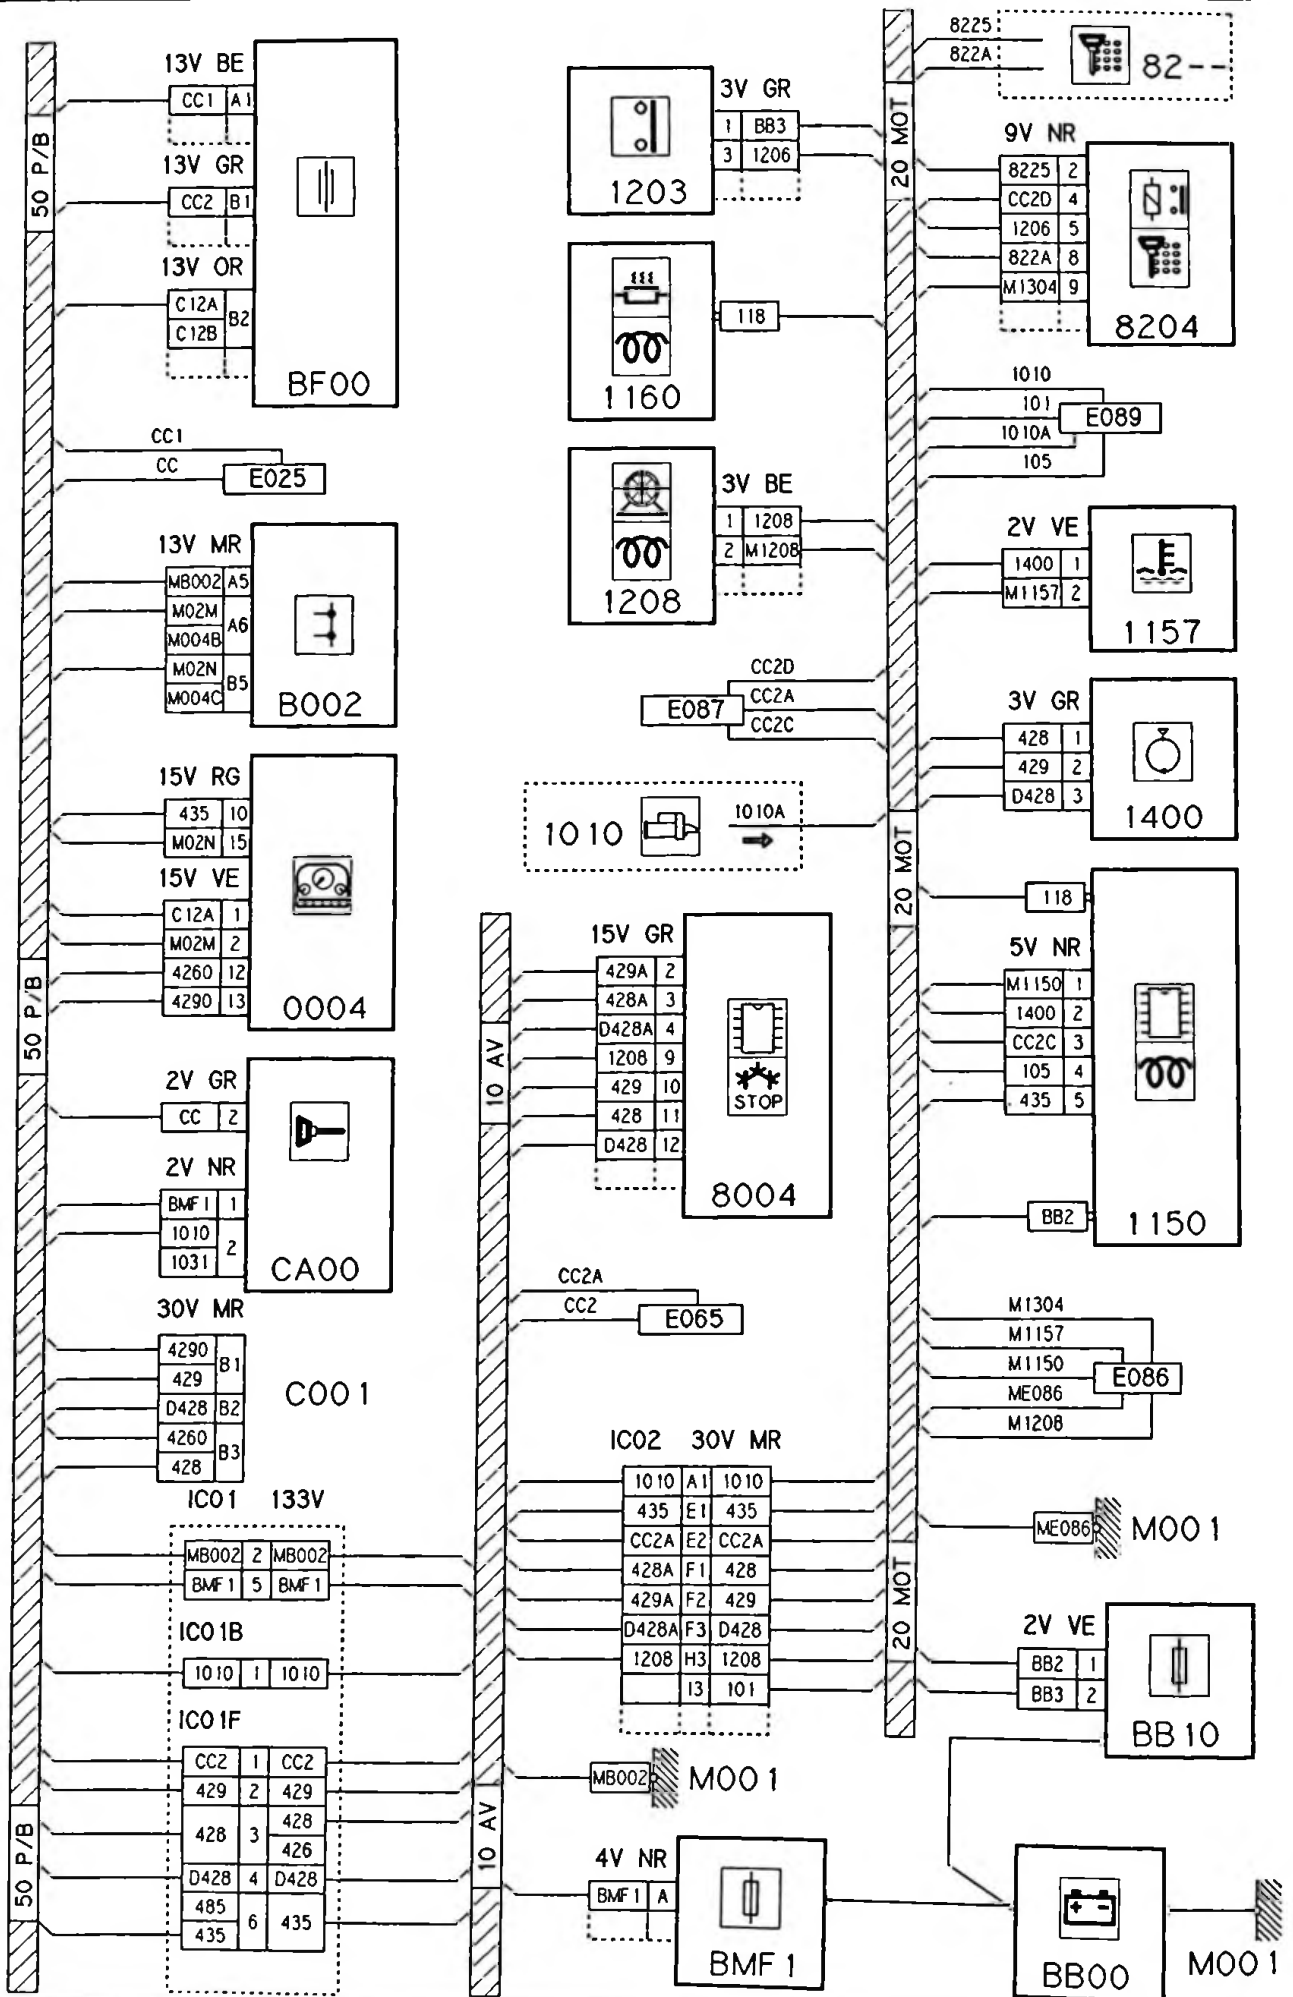 50 P/B
13V BE
CC1 A1
13V GR
CC2 B1
13V OR
C12A B2
C12B
BF00
CC1
CC
E025
13V MR
MB002 A5
M02M A6
M004B
M02N B5
M004C
B002
15V RG
435 10
M02N 15
15V VE
C12A 1
M02M 2
4260 12
4290 13
0004
50 P/B
2V GR
CC 2
2V NR
BMF1 1
1010 2
1031
CA00
30V MR
4290 B1
429
D428 B2
4260 B3
428
C001
IC01 133V
MB002 2 MB002
BMF1 5 BMF1
IC01B
1010 1 1010
IC01F
CC2 1 CC2
429 2 429
428 3 428
426
D428 4 D428
485 6 435
435
50 P/B
1203
3V GR
1 BB3
3 1206
1160
118
1208
3V BE
1 1208
2 M1208
E087
CC2D
CC2A
CC2C
1010
1010A
10 AV
15V GR
429A 2
428A 3
D428A 4
1208 9
429 10
428 11
D428 12
STOP
8004
CC2A
CC2
E065
IC02 30V MR
1010 A1 1010
435 E1 435
CC2A E2 CC2A
428A F1 428
429A F2 429
D428A F3 D428
1208 H3 1208
I3 101
MB002
M001
10 AV
4V NR
BMF1 A
BMF1
20 MOT
8225
822A
82--
9V NR
8225 2
CC2D 4
1206 5
822A 8
M1304 9
8204
1010
101
1010A
105
E089
2V VE
1400 1
M1157 2
1157
3V GR
428 1
429 2
D428 3
1400
20 MOT
118
5V NR
M1150 1
1400 2
CC2C 3
105 4
435 5
BB2
1150
M1304
M1157
M1150
ME086
M1208
E086
ME086
M001
20 MOT
2V VE
BB2 1
BB3 2
BB10
BB00
M001